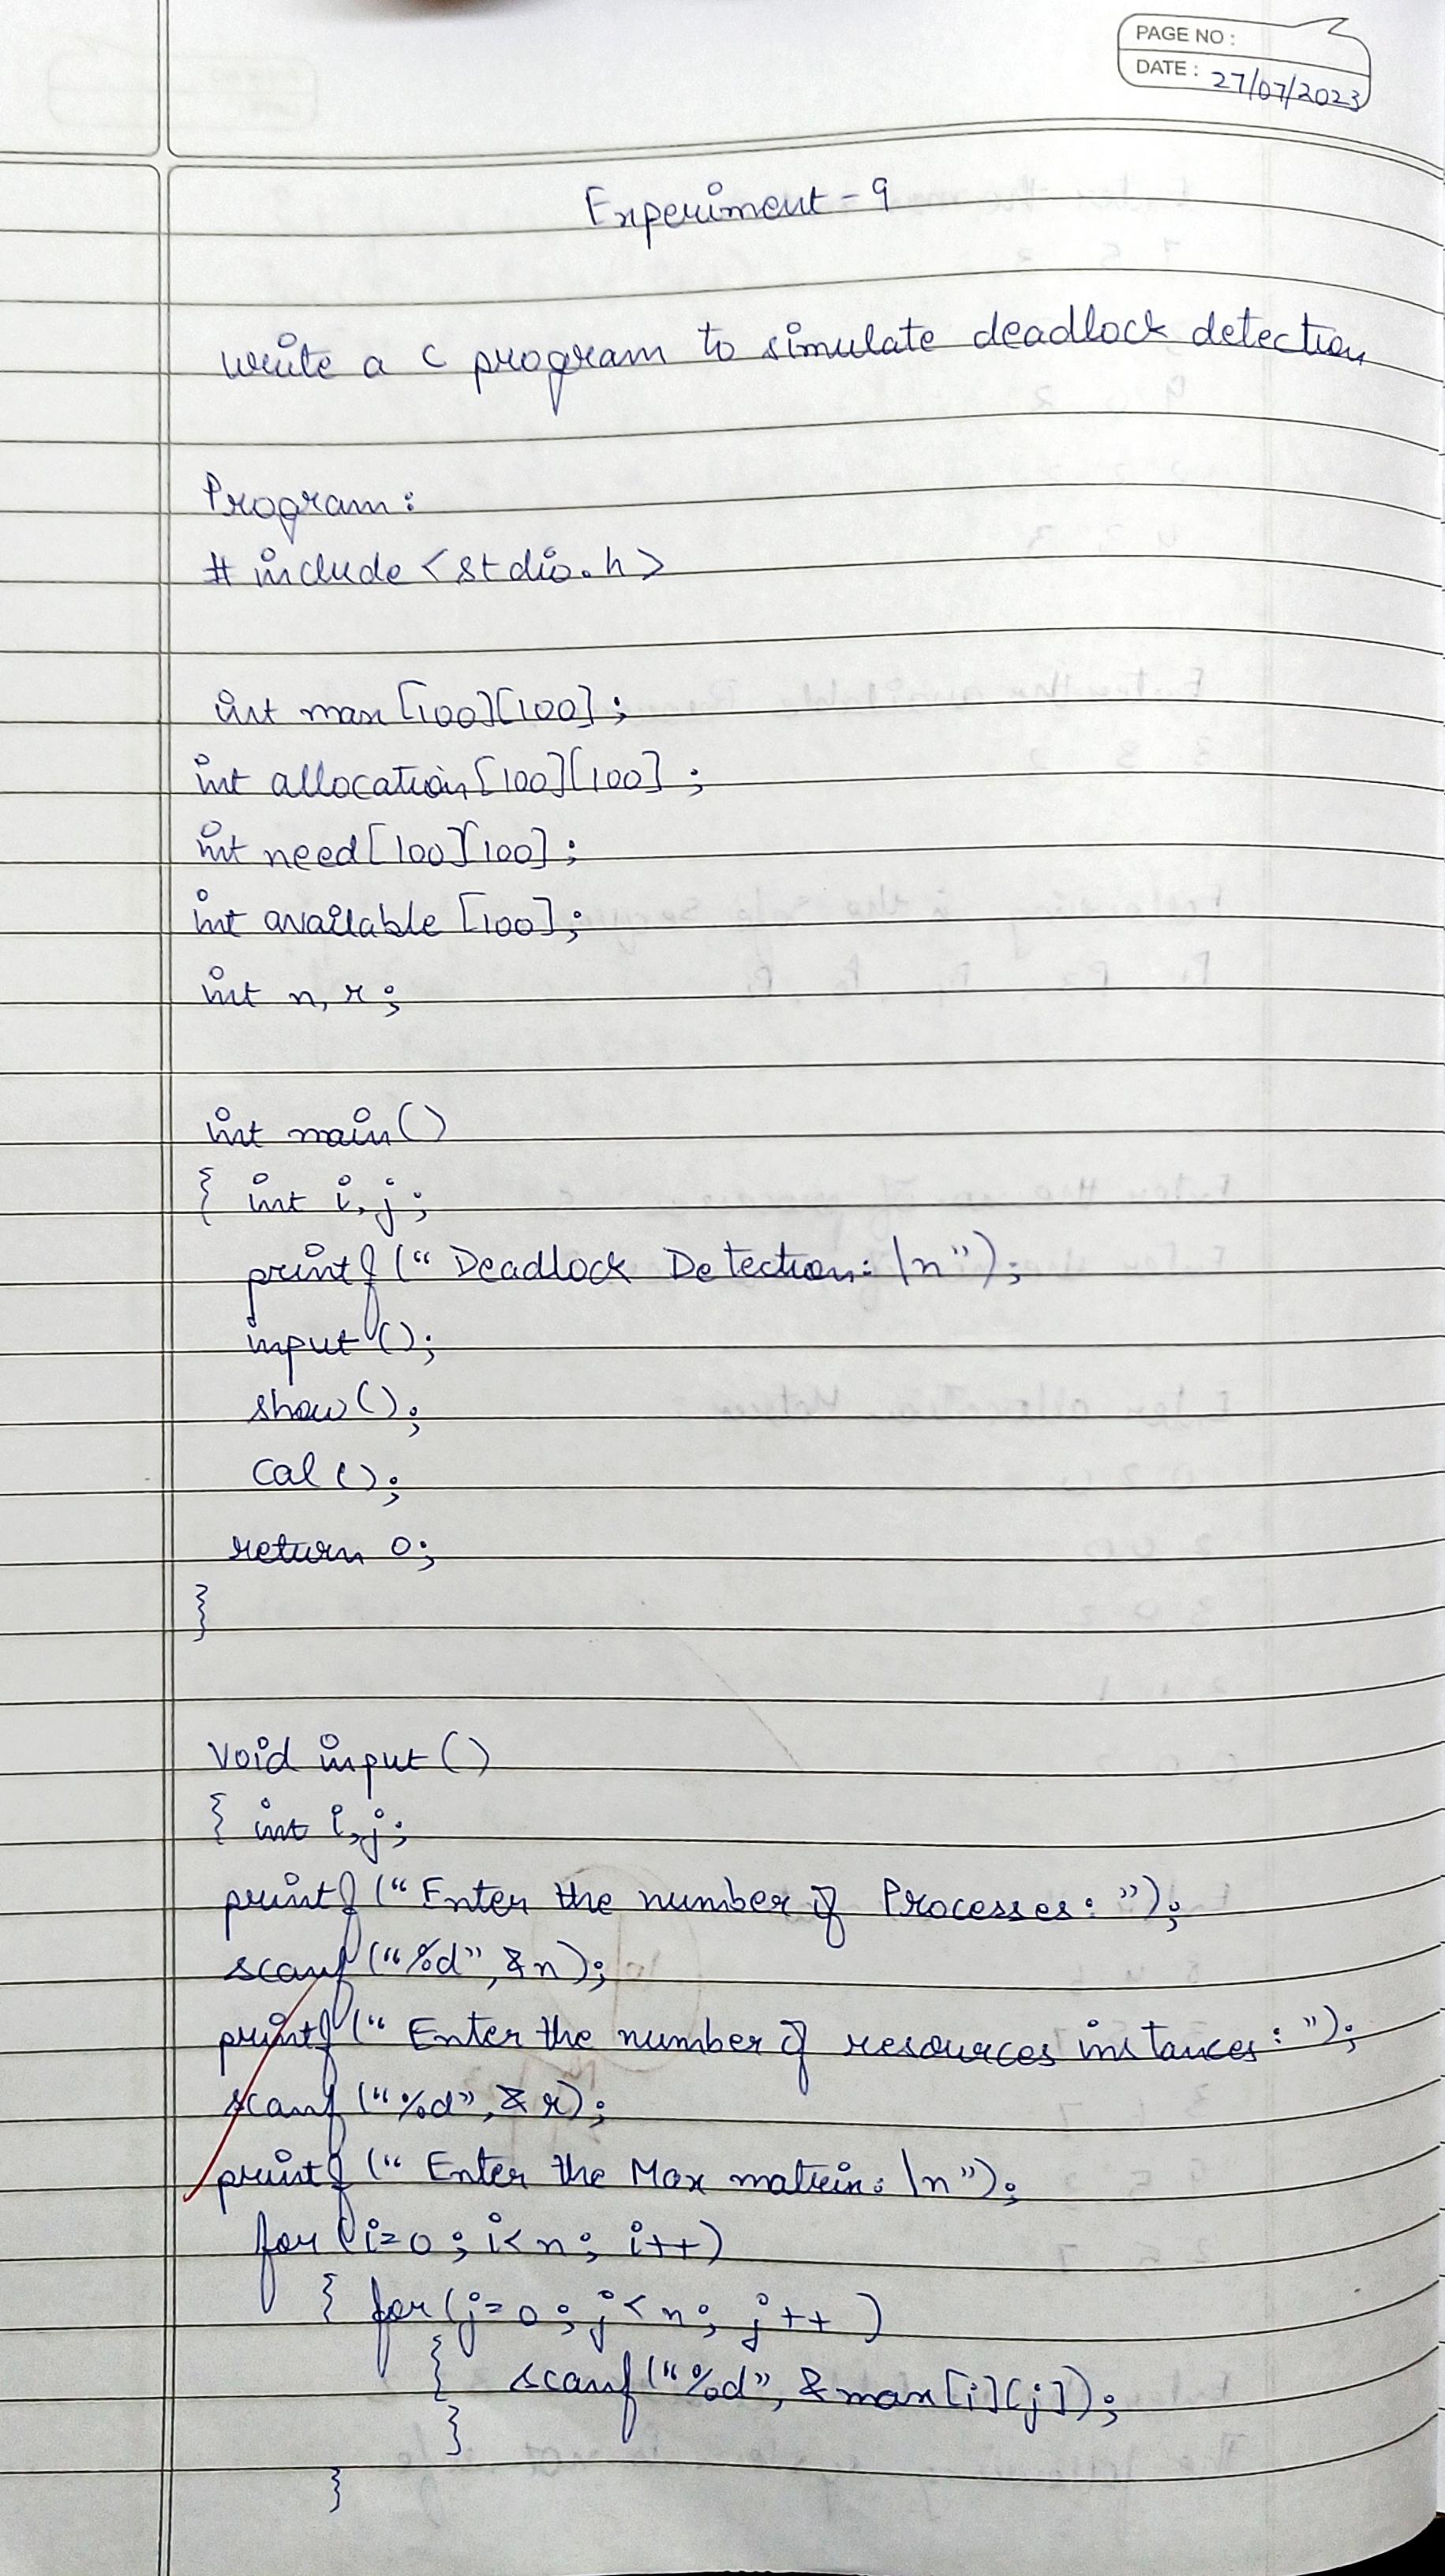 PAGE NO :
DATE : 27/07/2023
Experiment - 9
write a c program to simulate deadlock detection
Program :
# include <stdio.h>
int max [100][100] ;
int allocation [100][100] ;
int need [100][100] ;
int available [100] ;
int n, r ;
int main()
{ int i, j ;
printf (“ Deadlock Detection: \n”) ;
input () ;
show () ;
cal () ;
return 0 ;
}
void input ()
{ int i, j ;
printf (“ Enter the number of Processes : ”) ;
scanf (“%d”, &n) ;
printf (“ Enter the number of resources instances : ”) ;
scanf (“%d”, &r) ;
printf (“ Enter the Max matrix : \n”) ;
for (i=0 ; i<n ; i++)
{ for (j=0 ; j<n ; j++ )
{ scanf (“%d”, &max [i][j]) ;
}
}